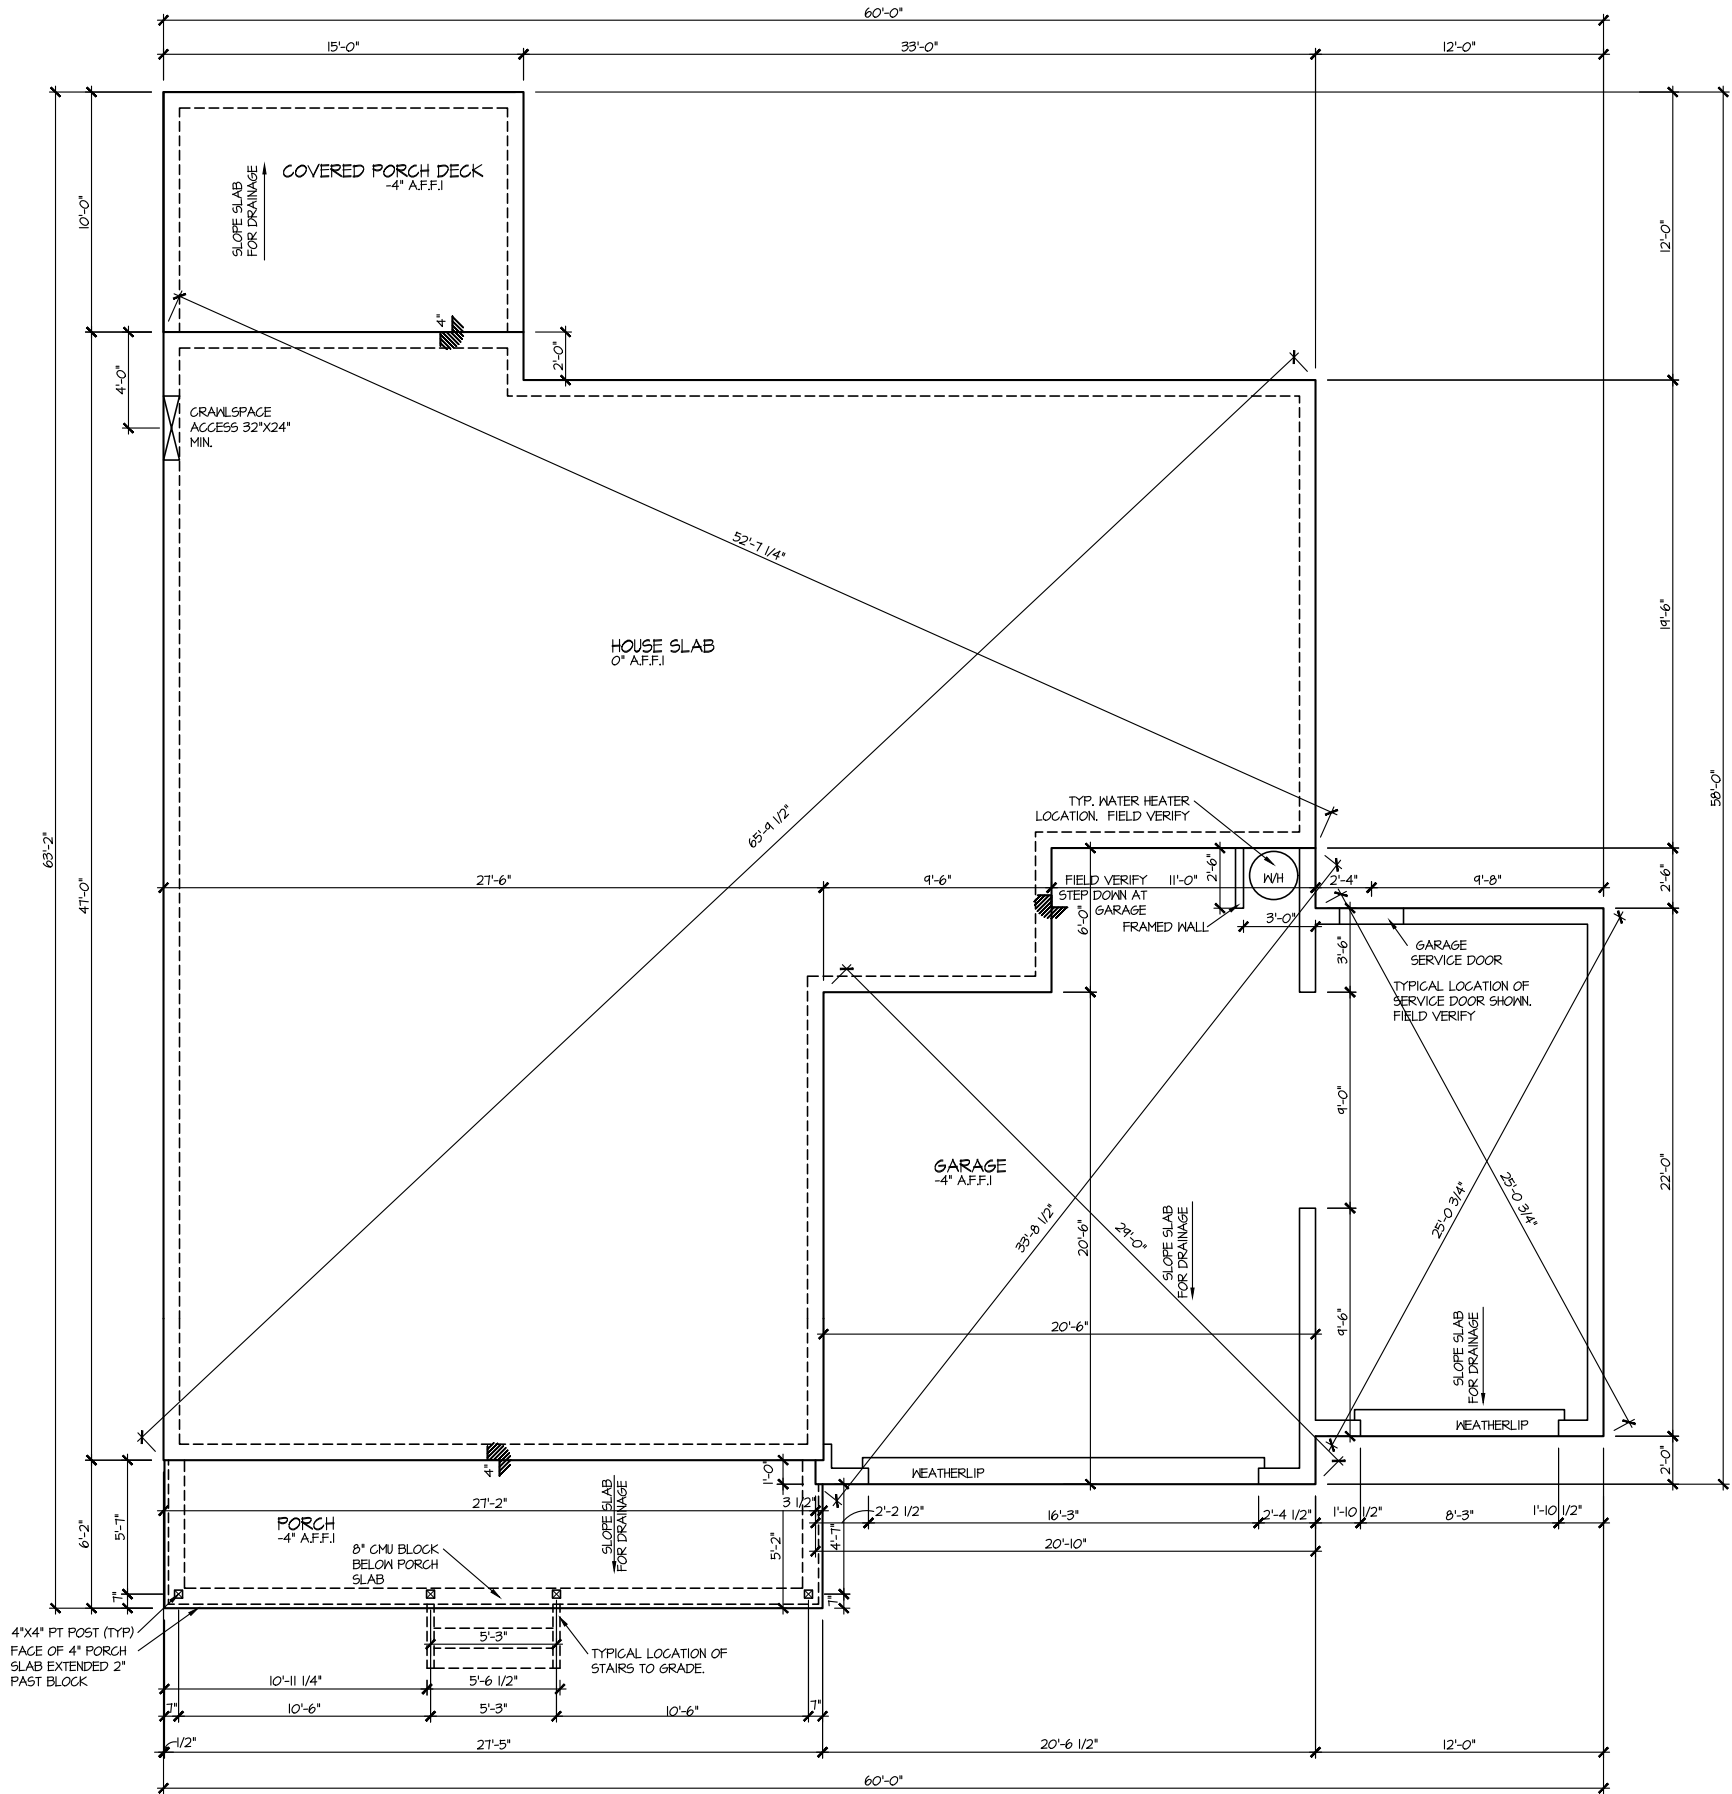 60'-0"
15'-0"
33'-0"
12'-0"
COVERED PORCH DECK
-4" A.F.F.I
SLOPE SLAB
FOR DRAINAGE
10'-0"
12'-0"
4"
4'-0"
2'-0"
CRAWLSPACE
ACCESS 32"X24"
MIN.
52'-7 1/4"
HOUSE SLAB
0" A.F.F.I
19'-6"
63'-2"
47'-0"
58'-0"
65'-9 1/2"
TYP. WATER HEATER
LOCATION. FIELD VERIFY
27'-6"
9'-6"
FIELD VERIFY
STEP DOWN AT
GARAGE
11'-0"
2'-6"
W/H
2'-4"
9'-8"
2'-6"
FRAMED WALL
6'-0"
3'-0"
3'-6"
GARAGE
SERVICE DOOR
TYPICAL LOCATION OF
SERVICE DOOR SHOWN.
FIELD VERIFY
9'-0"
22'-0"
GARAGE
-4" A.F.F.I
33'-8 1/2"
20'-6"
29'-0"
SLOPE SLAB
FOR DRAINAGE
25'-0 3/4"
25'-0 3/4"
20'-6"
9'-6"
SLOPE SLAB
FOR DRAINAGE
WEATHERLIP
WEATHERLIP
4"
1'-0"
2'-0"
27'-2"
3 1/2"
2'-2 1/2"
16'-3"
2'-4 1/2"
1'-10 1/2"
8'-3"
1'-10 1/2"
PORCH
-4" A.F.F.I
SLOPE SLAB
FOR DRAINAGE
6'-2"
5'-7"
5'-2"
4'-7"
20'-10"
8" CMU BLOCK
BELOW PORCH
SLAB
7"
7"
4"X4" PT POST (TYP)
FACE OF 4" PORCH
SLAB EXTENDED 2"
PAST BLOCK
5'-3"
TYPICAL LOCATION OF
STAIRS TO GRADE.
10'-11 1/4"
5'-6 1/2"
7"
10'-6"
5'-3"
10'-6"
7"
1/2"
27'-5"
20'-6 1/2"
12'-0"
60'-0"